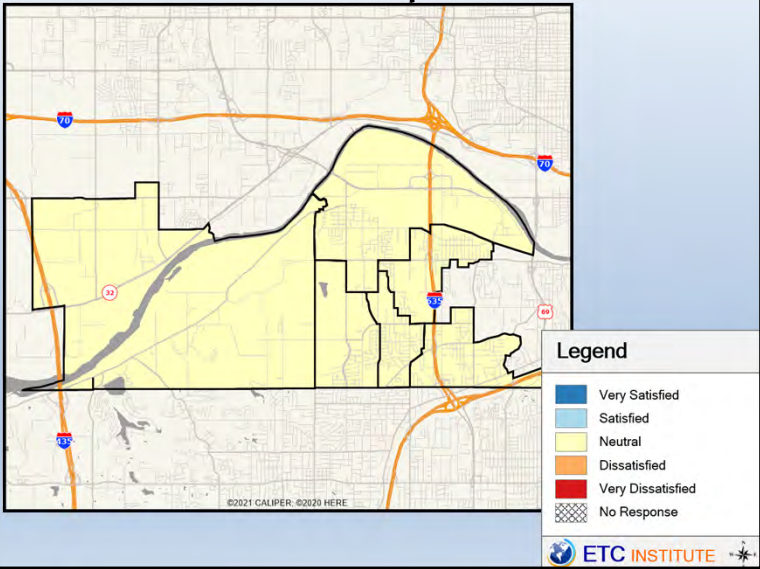 70
70
32
635
69
435
©2021 CALIPER; ©2020 HERE
Legend
Very Satisfied
Satisfied
Neutral
Dissatisfied
Very Dissatisfied
No Response
ETC INSTITUTE